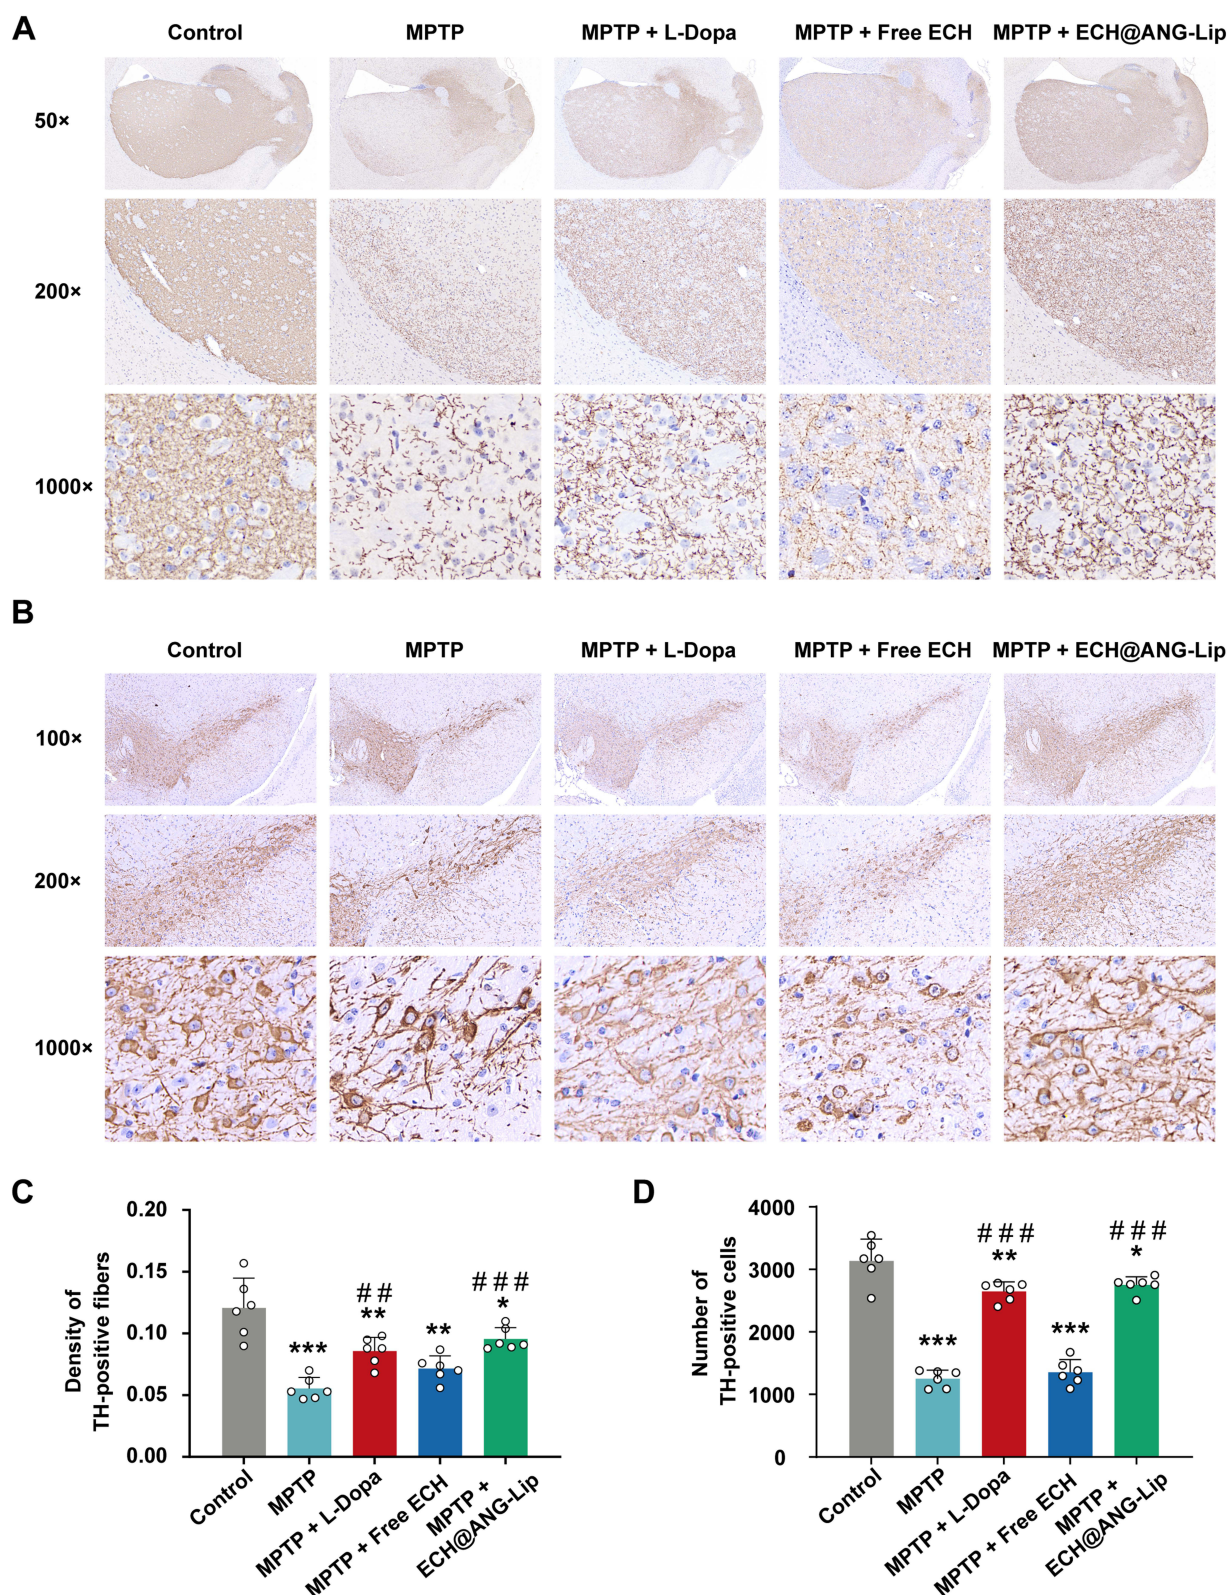 A
Control MPTP MPTP + L-Dopa MPTP + Free ECH MPTP + ECH@ANG-Lip
50×
200×
1000×
B
Control MPTP MPTP + L-Dopa MPTP + Free ECH MPTP + ECH@ANG-Lip
100×
200×
1000×
C
Density of
TH-positive fibers
0.20
0.15
0.10
0.05
0.00
***
##
**
**
###
*
Control
MPTP
MPTP + L-Dopa
MPTP + Free ECH
MPTP +
ECH@ANG-Lip
D
Number of
TH-positive cells
4000
3000
2000
1000
0
***
###
**
***
###
*
Control
MPTP
MPTP + L-Dopa
MPTP + Free ECH
MPTP +
ECH@ANG-Lip